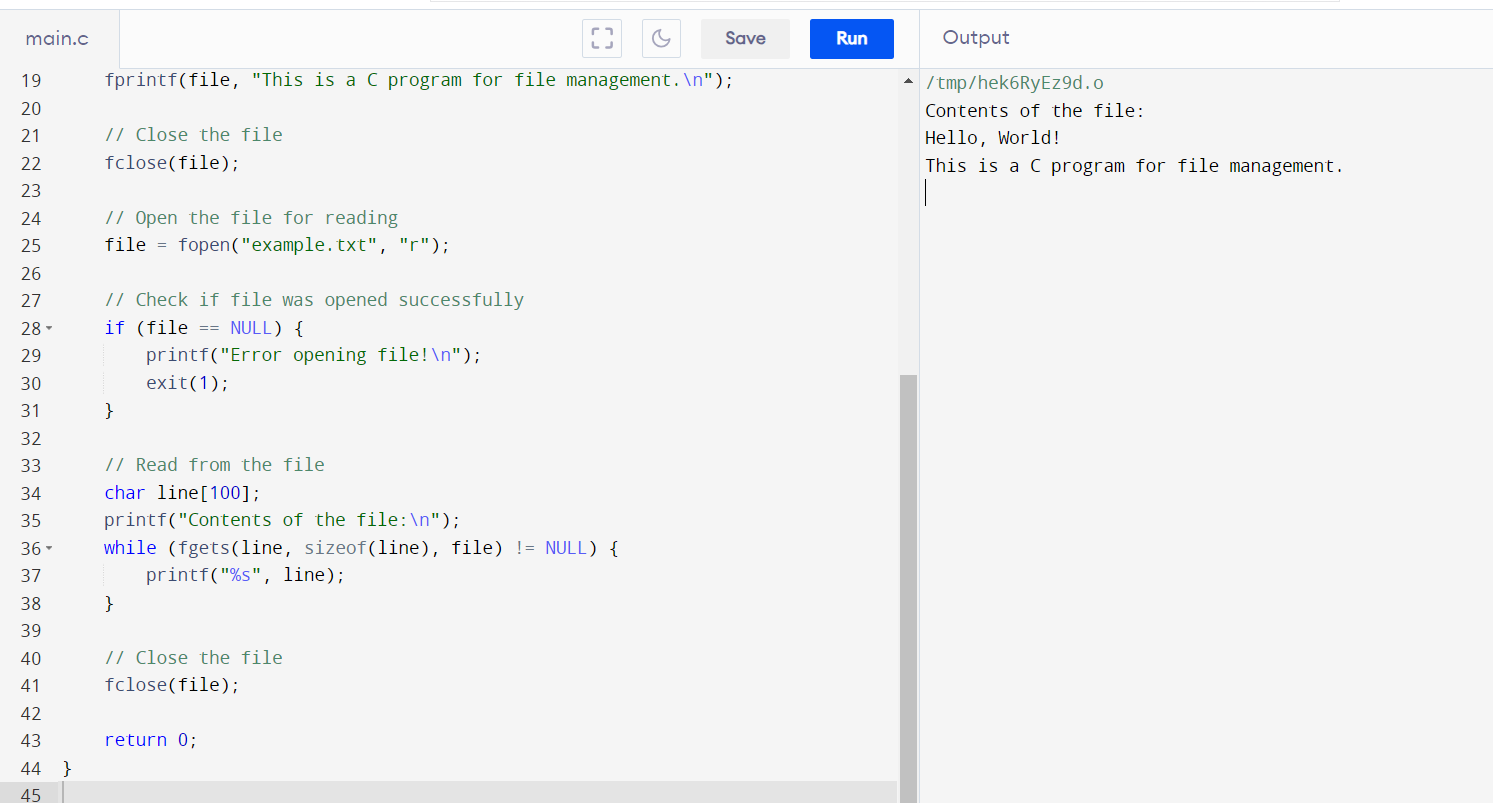 main.c
Save
Run
Output
19 fprintf(file, "This is a C program for file management.\n");
20
21 // Close the file
22 fclose(file);
23
24 // Open the file for reading
25 file = fopen("example.txt", "r");
26
27 // Check if file was opened successfully
28 if (file == NULL) {
29 printf("Error opening file!\n");
30 exit(1);
31 }
32
33 // Read from the file
34 char line[100];
35 printf("Contents of the file:\n");
36 while (fgets(line, sizeof(line), file) != NULL) {
37 printf("%s", line);
38 }
39
40 // Close the file
41 fclose(file);
42
43 return 0;
44 }
45
/tmp/hek6RyEz9d.o
Contents of the file:
Hello, World!
This is a C program for file management.